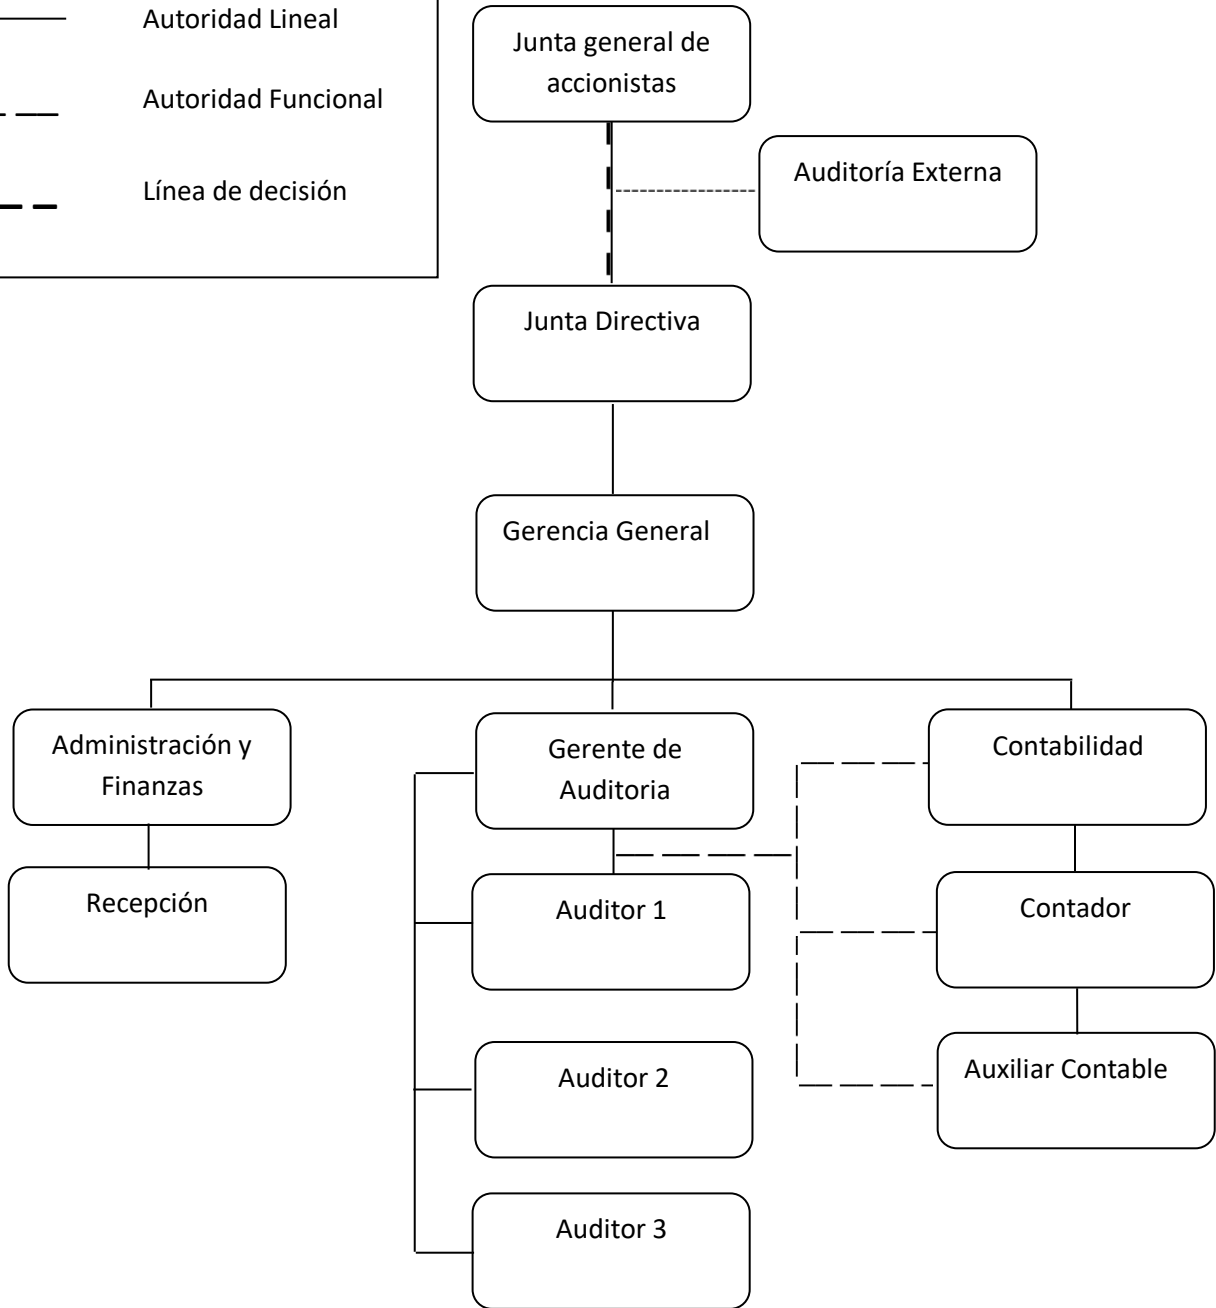 Autoridad Lineal
Autoridad Funcional
Línea de decisión
Junta general de
accionistas
Auditoría Externa
Junta Directiva
Gerencia General
Administración y
Finanzas
Gerente de
Auditoria
Contabilidad
Recepción
Auditor 1
Contador
Auditor 2
Auxiliar Contable
Auditor 3